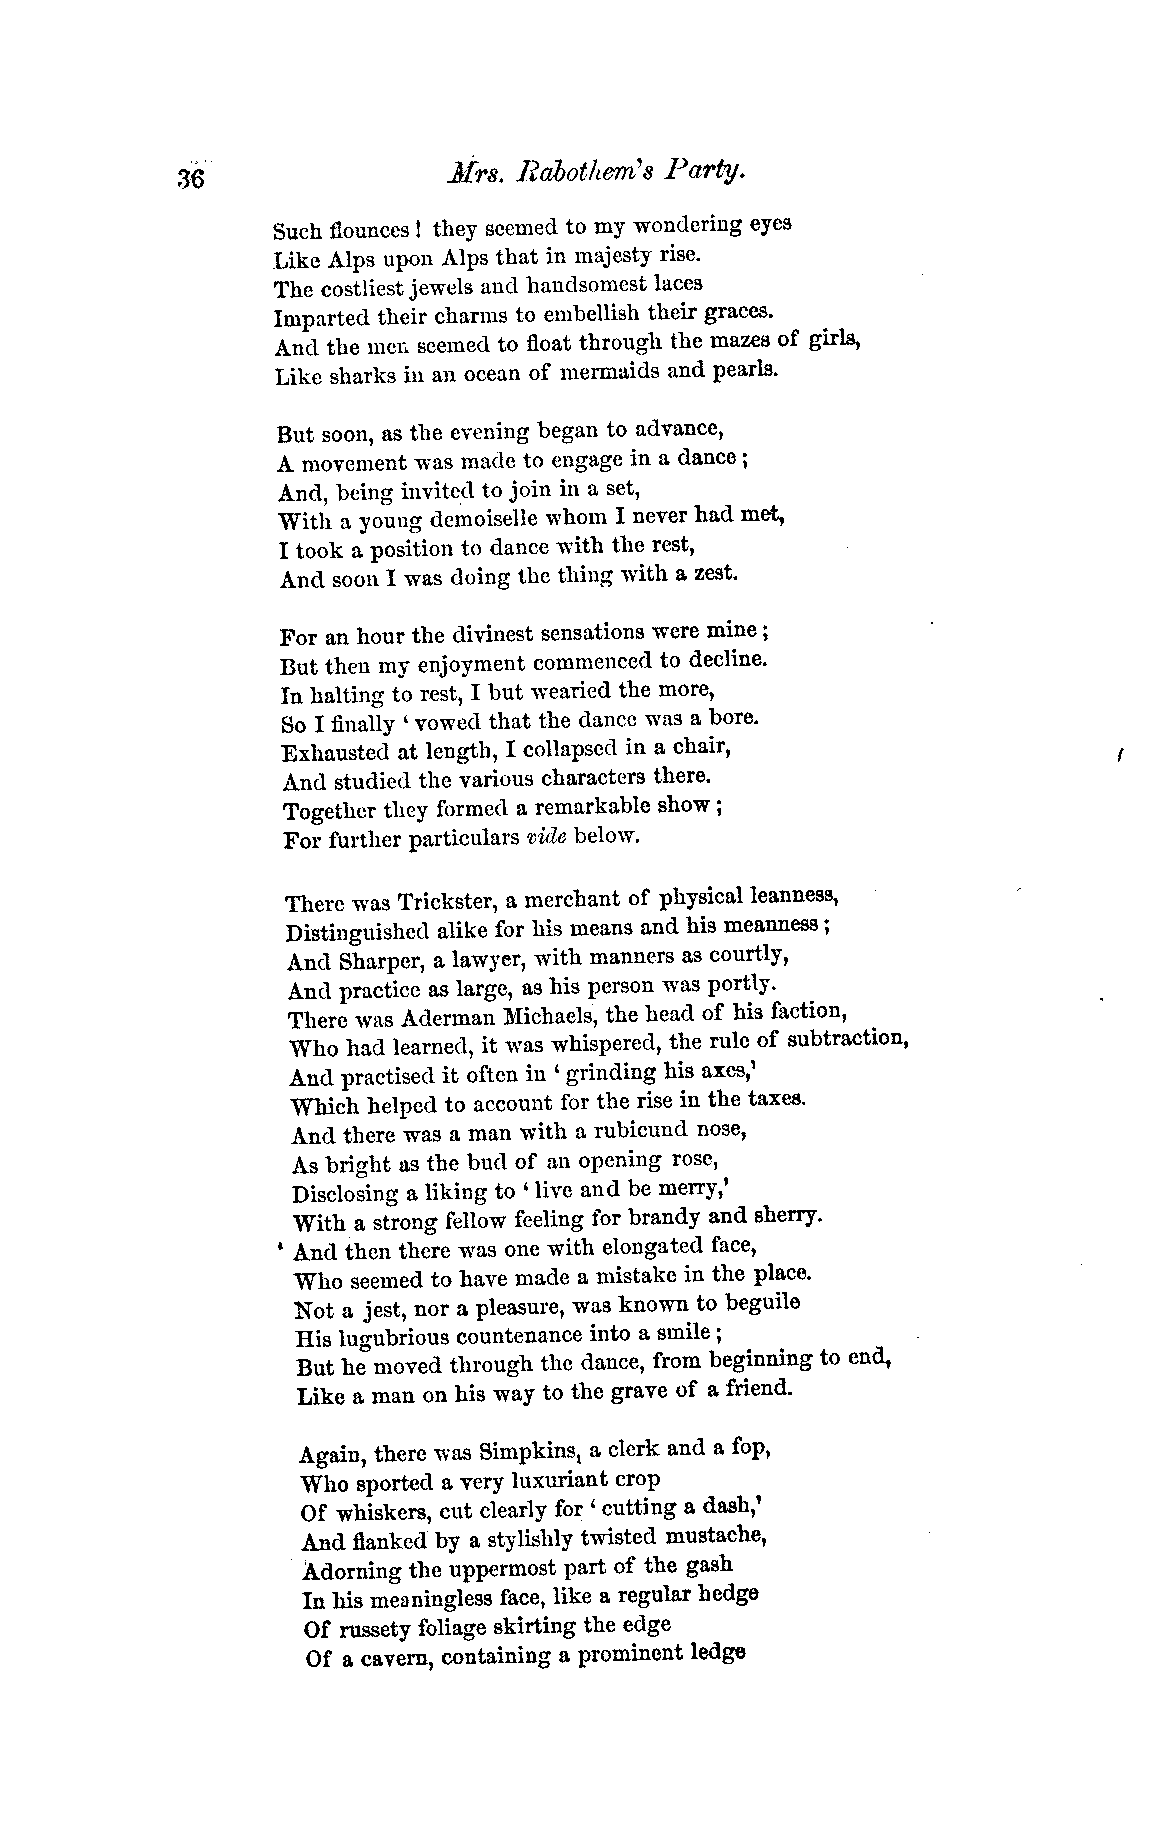 36 Mrs. Rabothem's Party.
Such flounces! they seemed to my wondering eyes
Like Alps upon Alps that in majesty rise.
The costliest jewels and handsomest laces
Imparted their charms to embellish their graces.
And the men seemed to float through the mazes of girls,
Like sharks in an ocean of mermaids and pearls.
But soon, as the evening began to advance,
A movement was made to engage in a dance;
And, being invited to join in a set,
With a young demoiselle whom I never had met,
I took a position to dance with the rest,
And soon I was doing the thing with a zest.
For an hour the divinest sensations were mine;
But then my enjoyment commenced to decline.
In halting to rest, I but wearied the more,
So I finally 'vowed that the dance was a bore.
Exhausted at length, I collapsed in a chair,
And studied the various characters there.
Together they formed a remarkable show;
For further particulars vide below.
There was Trickster, a merchant of physical leanness,
Distinguished alike for his means and his meanness;
And Sharper, a lawyer, with manners as courtly,
And practice as large, as his person was portly.
There was Aderman Michaels, the head of his faction,
Who had learned, it was whispered, the rule of subtraction,
And practised it often in 'grinding his axes,'
Which helped to account for the rise in the taxes.
And there was a man with a rubicund nose,
As bright as the bud of an opening rose,
Disclosing a liking to 'live and be merry,'
With a strong fellow feeling for brandy and sherry.
And then there was one with elongated face,
Who seemed to have made a mistake in the place.
Not a jest, nor a pleasure, was known to beguile
His lugubrious countenance into a smile;
But he moved through the dance, from beginning to end,
Like a man on his way to the grave of a friend.
Again, there was Simpkins, a clerk and a fop,
Who sported a very luxuriant crop
Of whiskers, cut clearly for 'cutting a dash,'
And flanked by a stylishly twisted mustache,
Adorning the uppermost part of the gash
In his meaningless face, like a regular hedge
Of russety foliage skirting the edge
Of a cavern, containing a prominent ledge